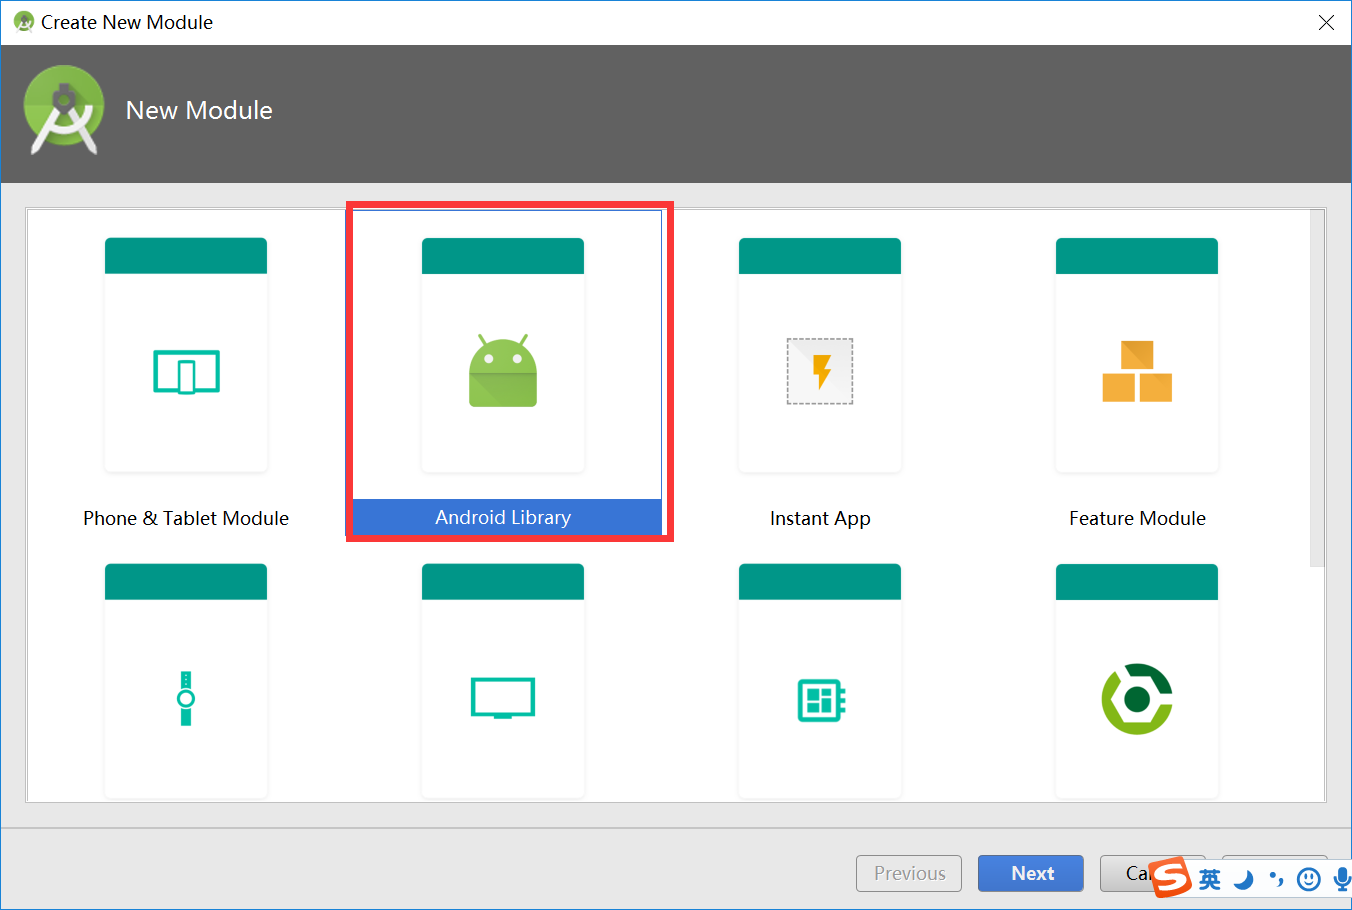 Create New Module
New Module
Phone & Tablet Module
Android Library
Instant App
Feature Module
Previous
Next
英